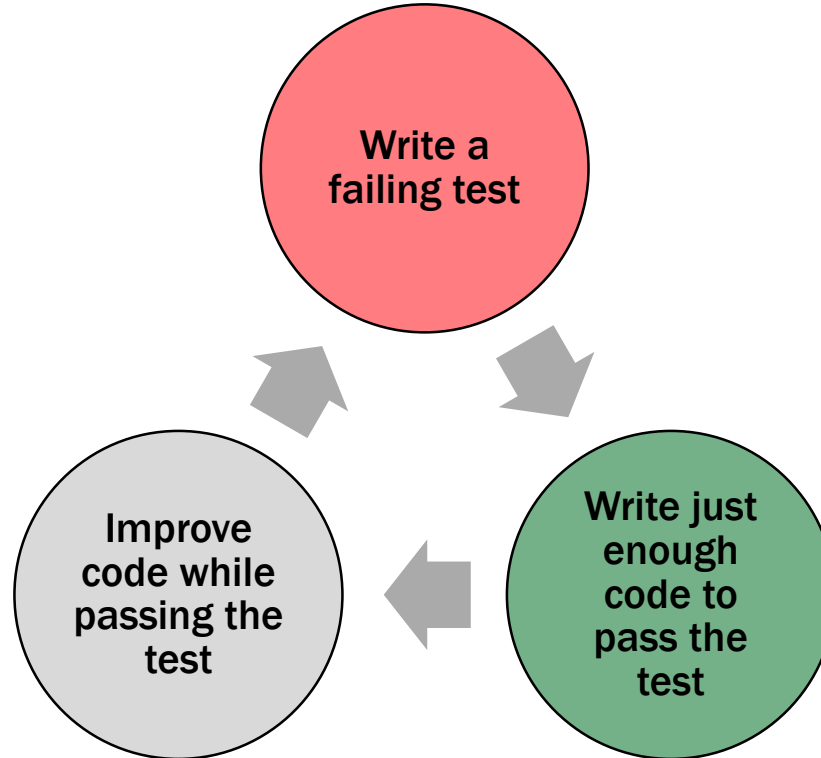 Write a
failing test
Write just
enough
code to
pass the
test
Improve
code while
passing the
test